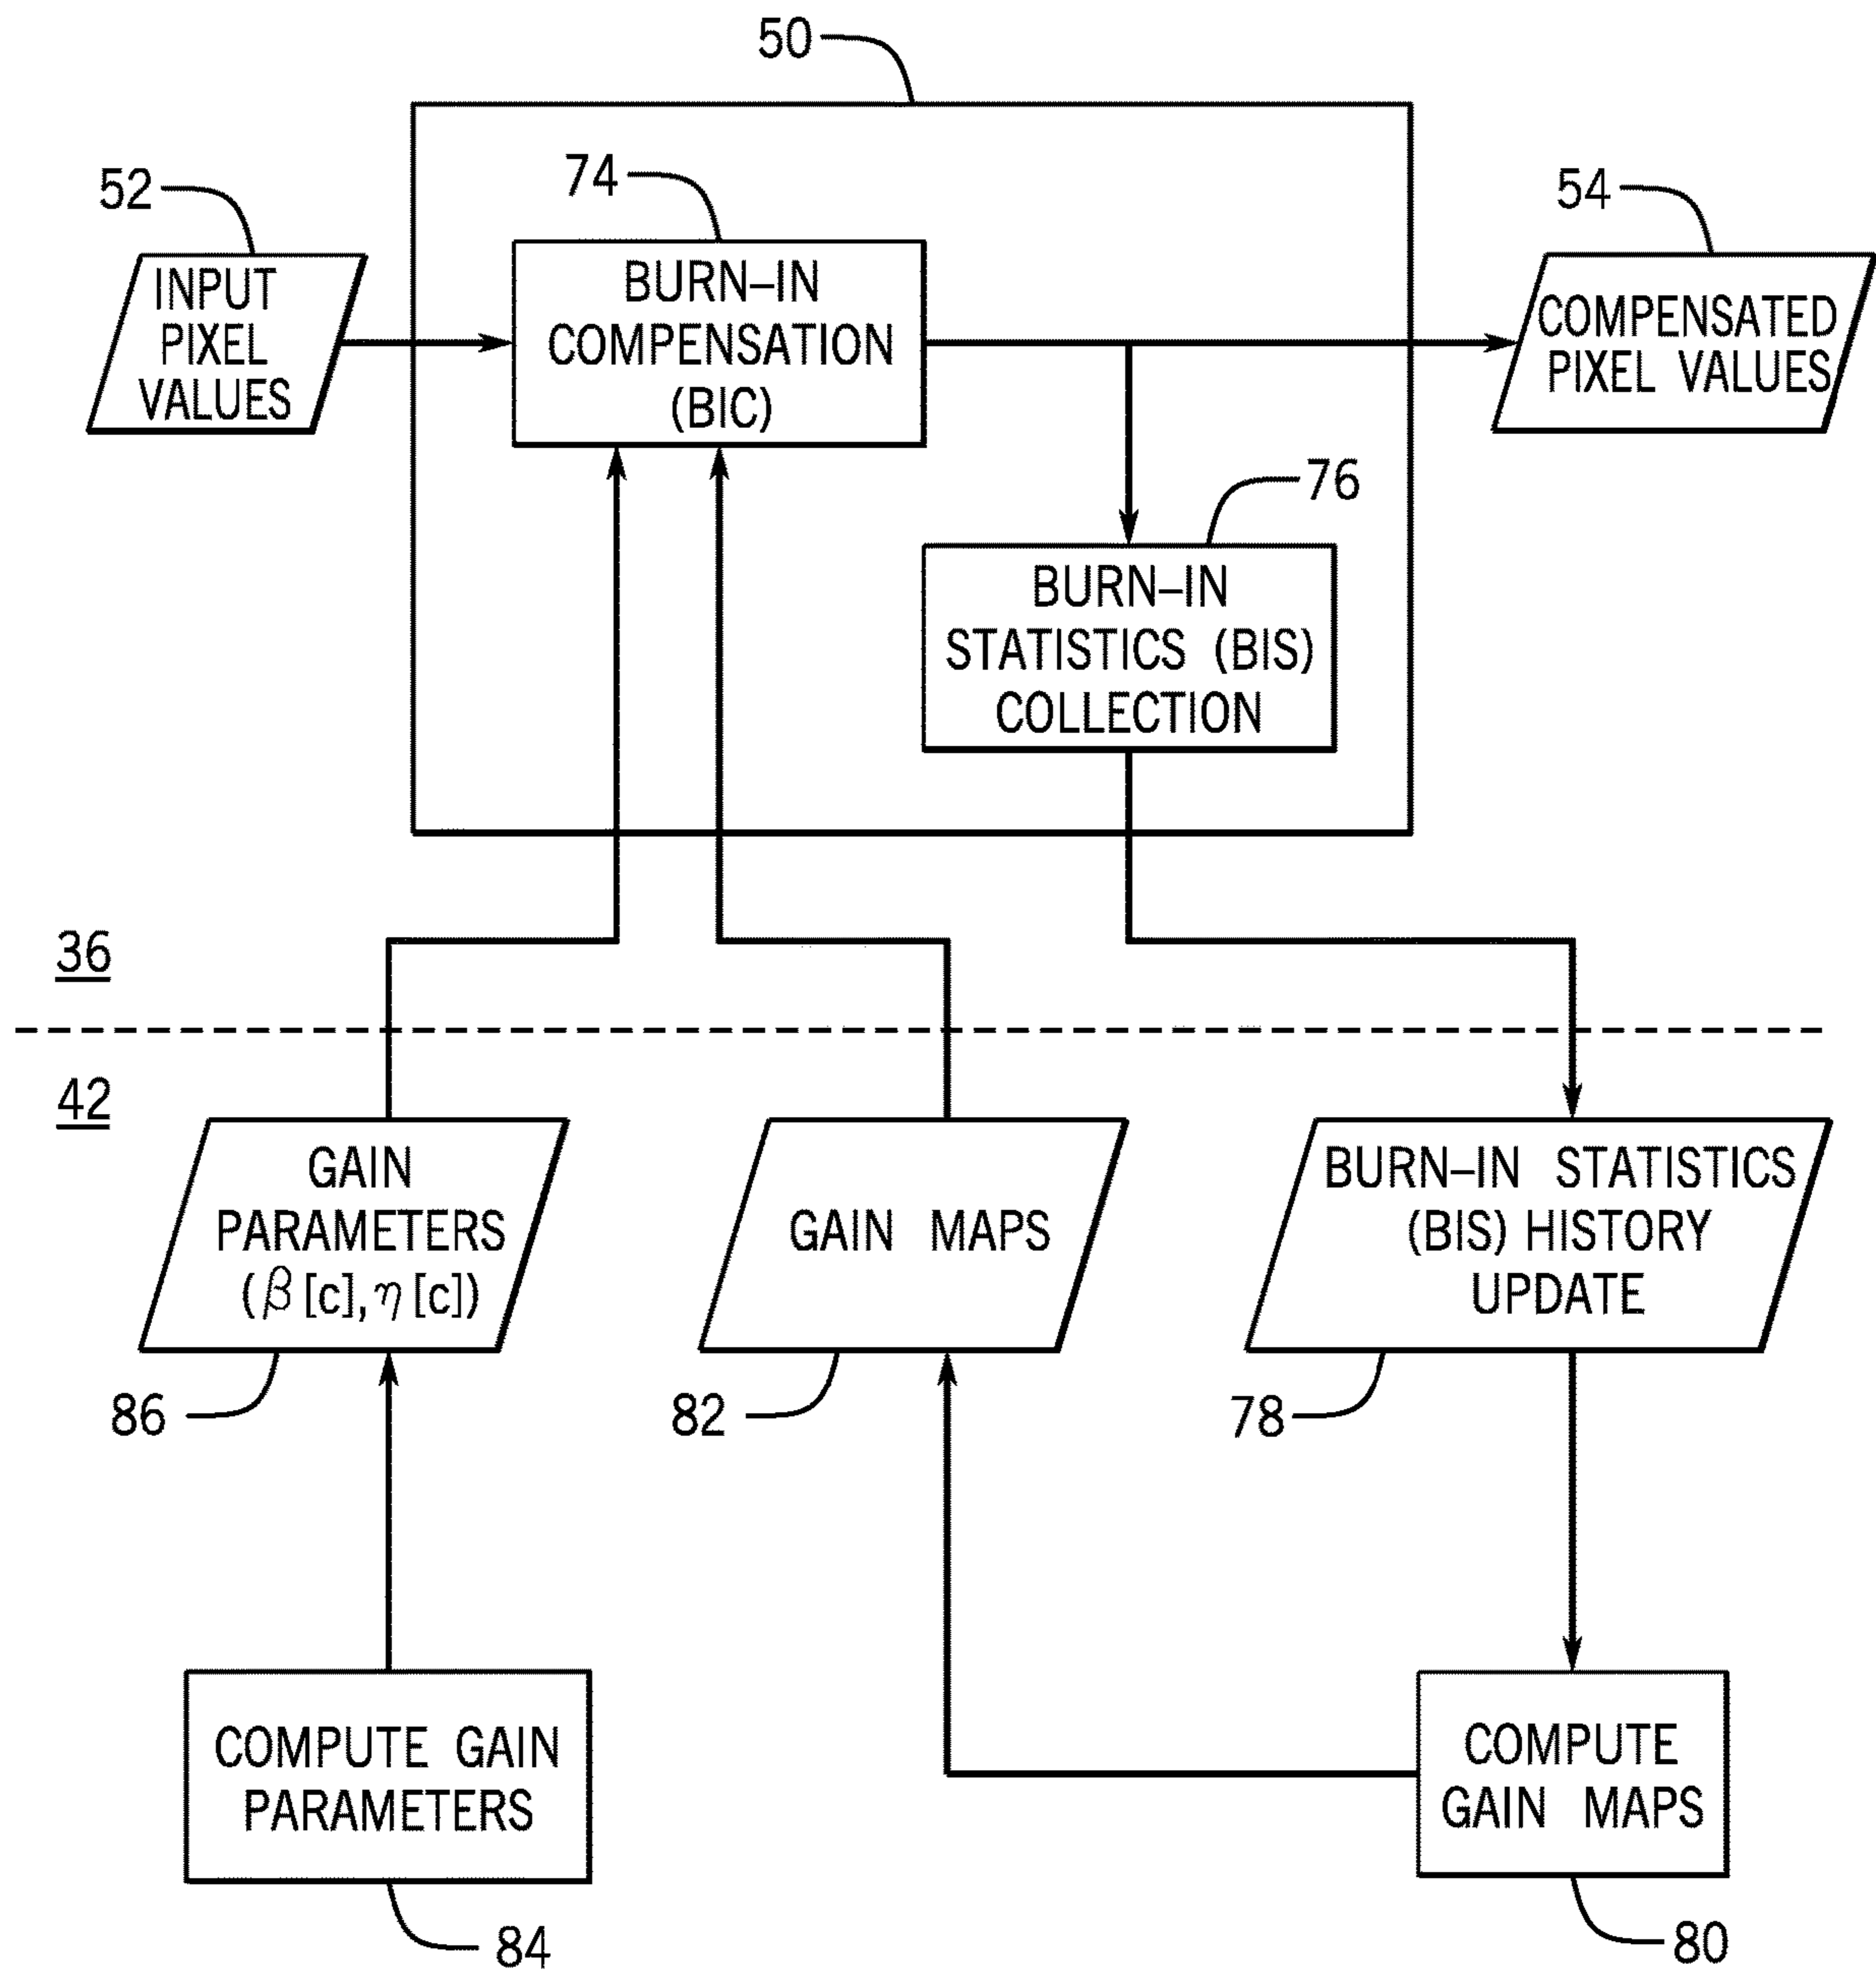 50
52
74
54
INPUT
PIXEL
VALUES
BURN–IN
COMPENSATION
(BIC)
COMPENSATED
PIXEL VALUES
76
BURN–IN
STATISTICS (BIS)
COLLECTION
36
42
GAIN
PARAMETERS
(β[c],η[c])
GAIN MAPS
BURN–IN STATISTICS
(BIS) HISTORY
UPDATE
86
82
78
COMPUTE GAIN
PARAMETERS
COMPUTE
GAIN MAPS
84
80